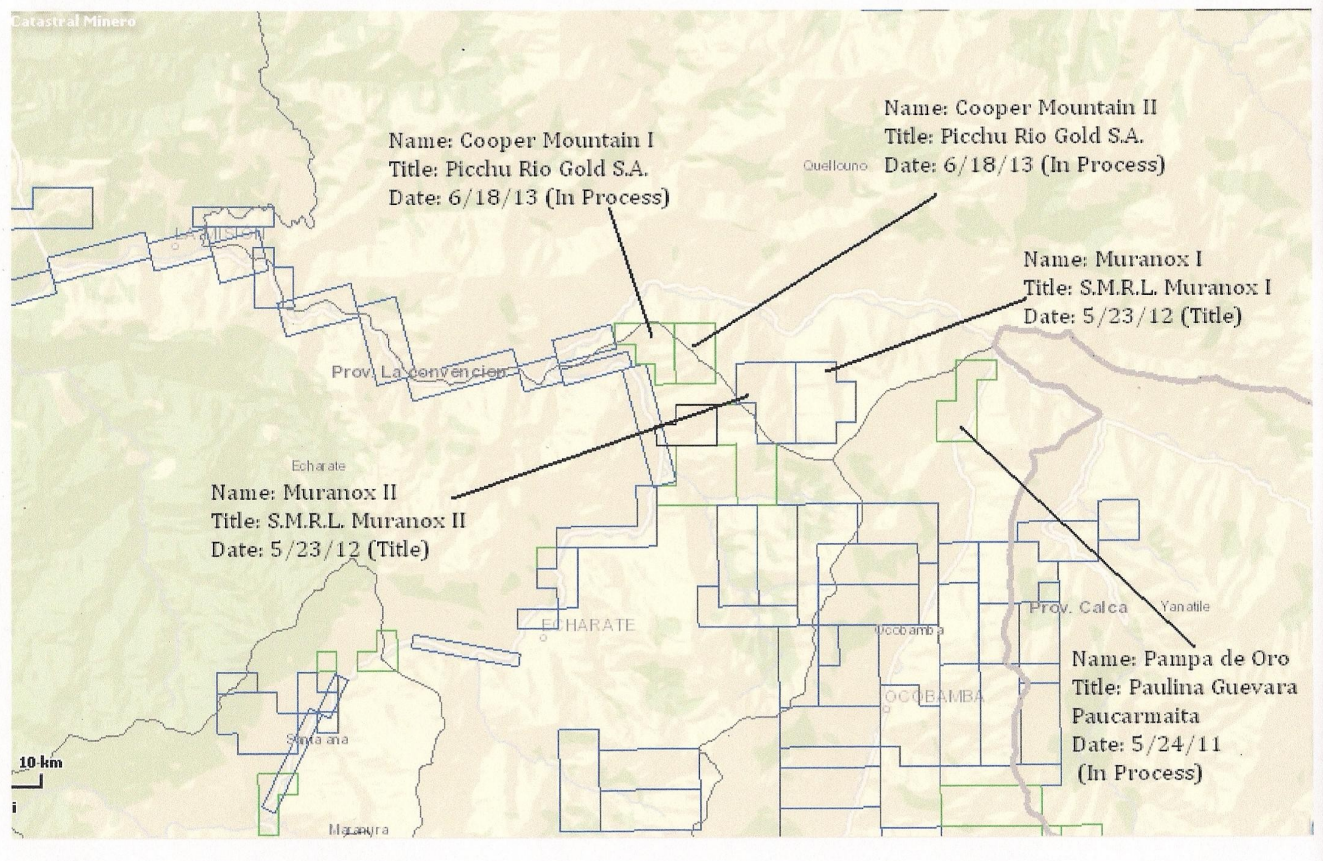 Catastral Minero
Name: Cooper Mountain II
Title: Picchu Rio Gold S.A.
Date: 6/18/13 (In Process)
Name: Cooper Mountain I
Title: Picchu Rio Gold S.A.
Date: 6/18/13 (In Process)
Quellouno
LA MISION
Name: Muranox I
Title: S.M.R.L. Muranox I
Date: 5/23/12 (Title)
Prov. La convencion
Echarate
Name: Muranox II
Title: S.M.R.L. Muranox II
Date: 5/23/12 (Title)
Prov. Calca
Yanatile
ECHARATE
Ocobamba
Name: Pampa de Oro
Title: Paulina Guevara
Paucarmaita
Date: 5/24/11
(In Process)
OCOBAMBA
Santa ana
10 km
i
Maranura